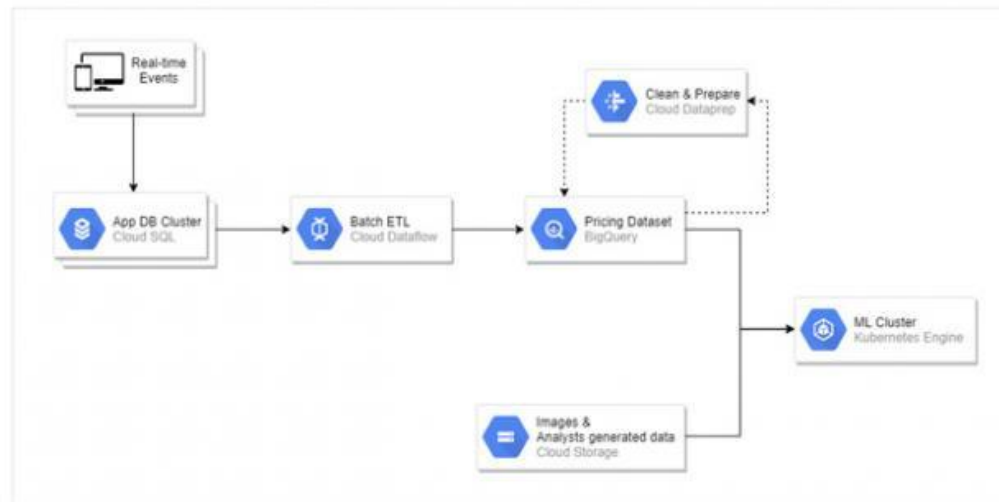 Real-time
Events
Clean & Prepare
Cloud Dataprep
App DB Cluster
Cloud SQL
Batch ETL
Cloud Dataflow
Pricing Dataset
BigQuery
ML Cluster
Kubernetes Engine
Images &
Analysts generated data
Cloud Storage